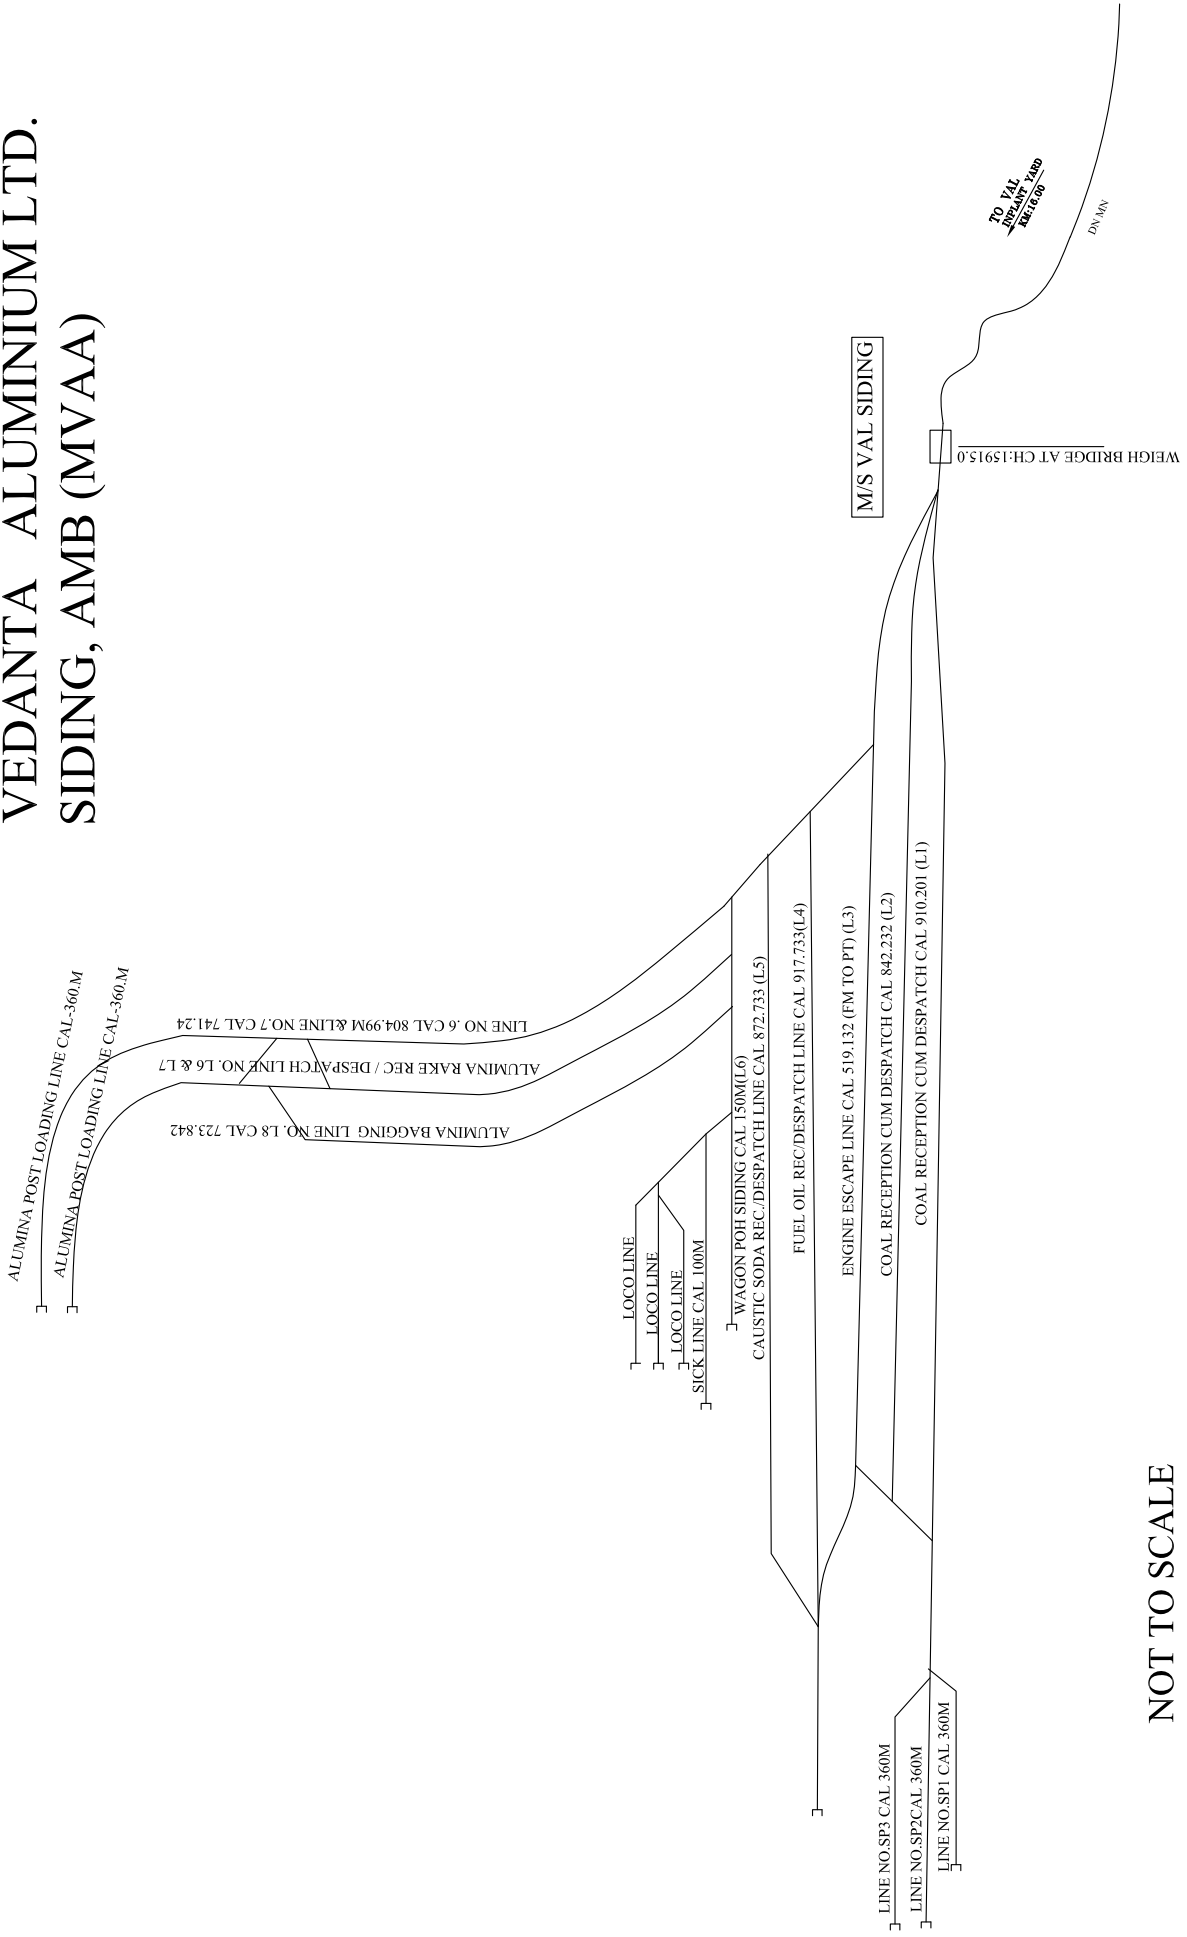 VEDANTA ALUMINIUM LTD.
SIDING, AMB (MVAA)
ALUMINA POST LOADING LINE CAL-360.M
ALUMINA POST LOADING LINE CAL-360.M
LINE NO .6 CAL 804.99M &LINE NO.7 CAL 741.24
ALUMINA RAKE REC / DESPATCH LINE NO. L6 & L7
ALUMINA BAGGING LINE NO. L8 CAL 723.842
LOCO LINE
LOCO LINE
LOCO LINE
SICK LINE CAL 100M
WAGON POH SIDING CAL 150M(L6)
CAUSTIC SODA REC./DESPATCH LINE CAL 872.733 (L5)
FUEL OIL REC/DESPATCH LINE CAL 917.733(L4)
ENGINE ESCAPE LINE CAL 519.132 (FM TO PT) (L3)
COAL RECEPTION CUM DESPATCH CAL 842.232 (L2)
COAL RECEPTION CUM DESPATCH CAL 910.201 (L1)
M/S VAL SIDING
WEIGH BRIDGE AT CH:15915.0
TO VAL
INPLANT YARD
KM:16.00
DN MN
LINE NO.SP3 CAL 360M
LINE NO.SP2CAL 360M
LINE NO.SP1 CAL 360M
NOT TO SCALE